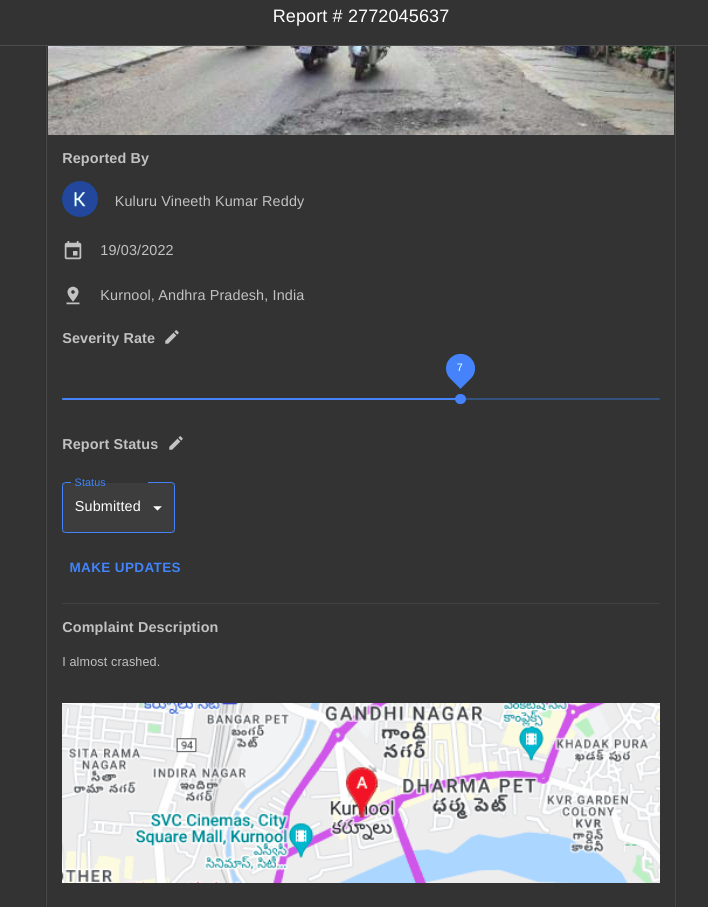 Report # 2772045637
Reported By
K
Kuluru Vineeth Kumar Reddy
19/03/2022
Kurnool, Andhra Pradesh, India
Severity Rate
7
Report Status
Status
Submitted
MAKE UPDATES
Complaint Description
I almost crashed.
BANGAR PET
బంగర్
పేట్
GANDHI NAGAR
గాంధీ
నగర్
కాంప్లెక్స్
94
SITA RAMA
NAGAR
సీతా
రామా నగర్
INDIRA NAGAR
ఇందిరా
నగర్
KHADAK PURA
ఖడక్ పుర
A
Kurnool
కర్నూలు
DHARMA PET
ధర్మ పేట్
SVC Cinemas, City
Square Mall, Kurnool
ఎస్వీసీ
సినిమాస్, సిటీ...
KVR GARDEN
COLONY
KVR
గార్డెన్
కాలనీ
OTHER